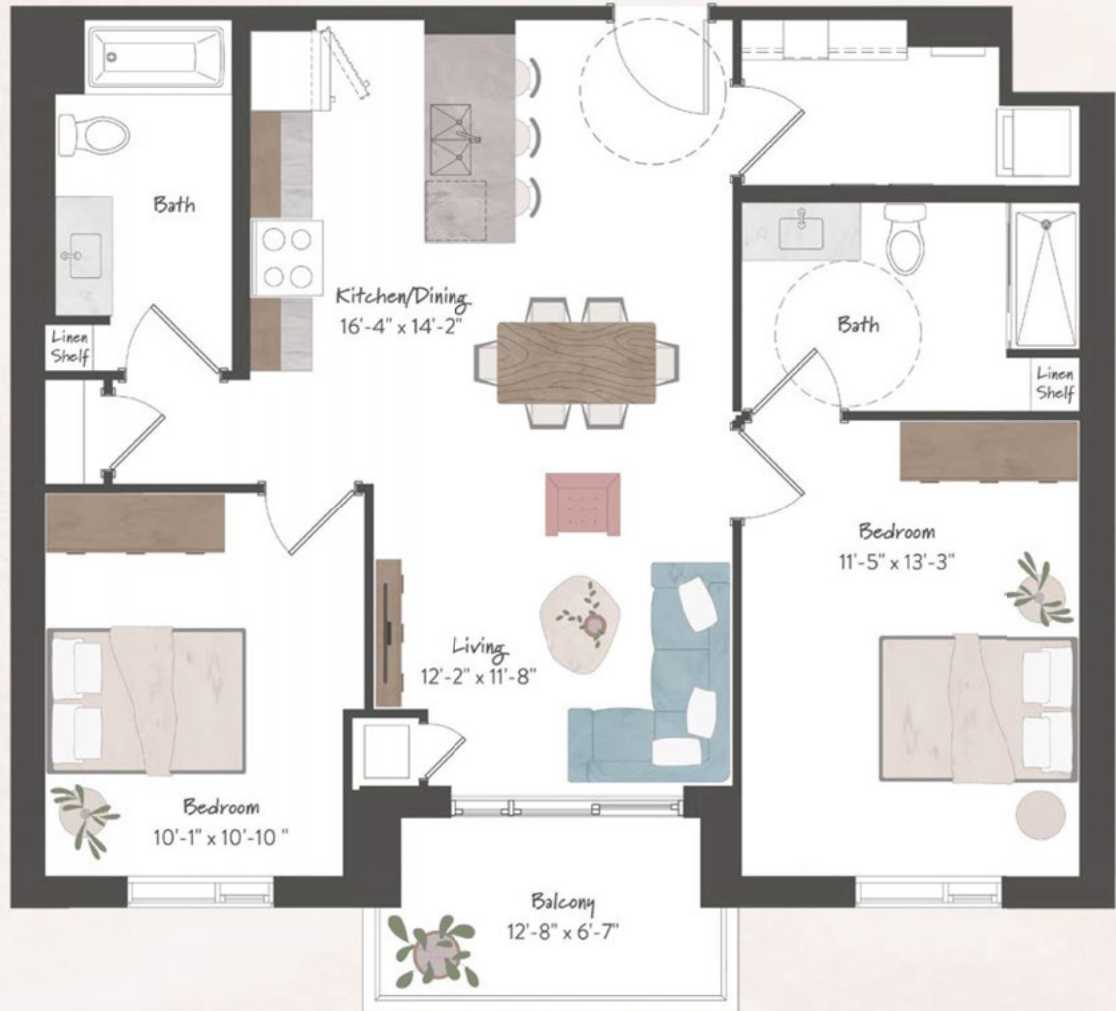 Bath
Kitchen/Dining
16'-4" x 14'-2"
Bath
Linen
Shelf
Linen
Shelf
Bedroom
11'-5" x 13'-3"
Living
12'-2" x 11'-8"
Bedroom
10'-1" x 10'-10 "
Balcony
12'-8" x 6'-7"